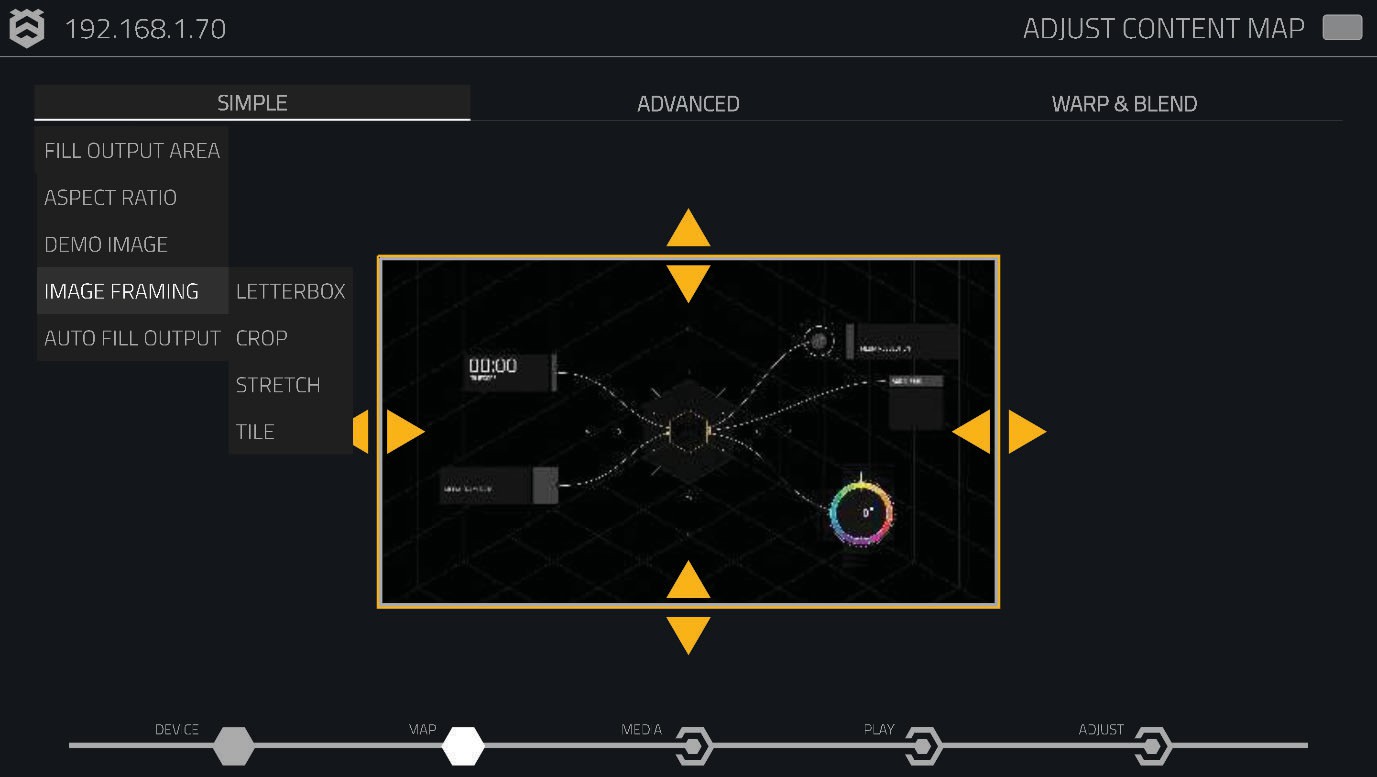 192.168.1.70
ADJUST CONTENT MAP
SIMPLE
ADVANCED
WARP & BLEND
FILL OUTPUT AREA
ASPECT RATIO
DEMO IMAGE
IMAGE FRAMING
LETTERBOX
AUTO FILL OUTPUT
CROP
STRETCH
TILE
00:00
0°
DEVICE
MAP
MEDIA
PLAY
ADJUST